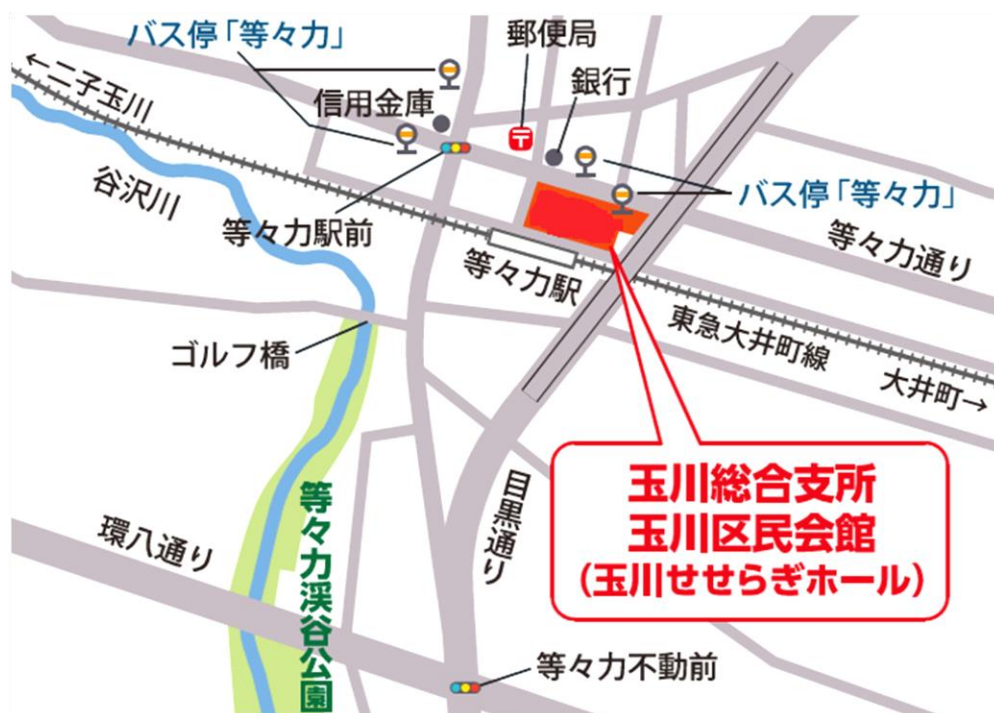 バス停「等々力」
郵便局
←二子玉川
信用金庫
銀行
谷沢川
等々力駅前
バス停「等々力」
等々力通り
等々力駅
東急大井町線
ゴルフ橋
大井町→
玉川総合支所
玉川区民会館
(玉川せせらぎホール)
目黒通り
等々力渓谷公園
環八通り
等々力不動前